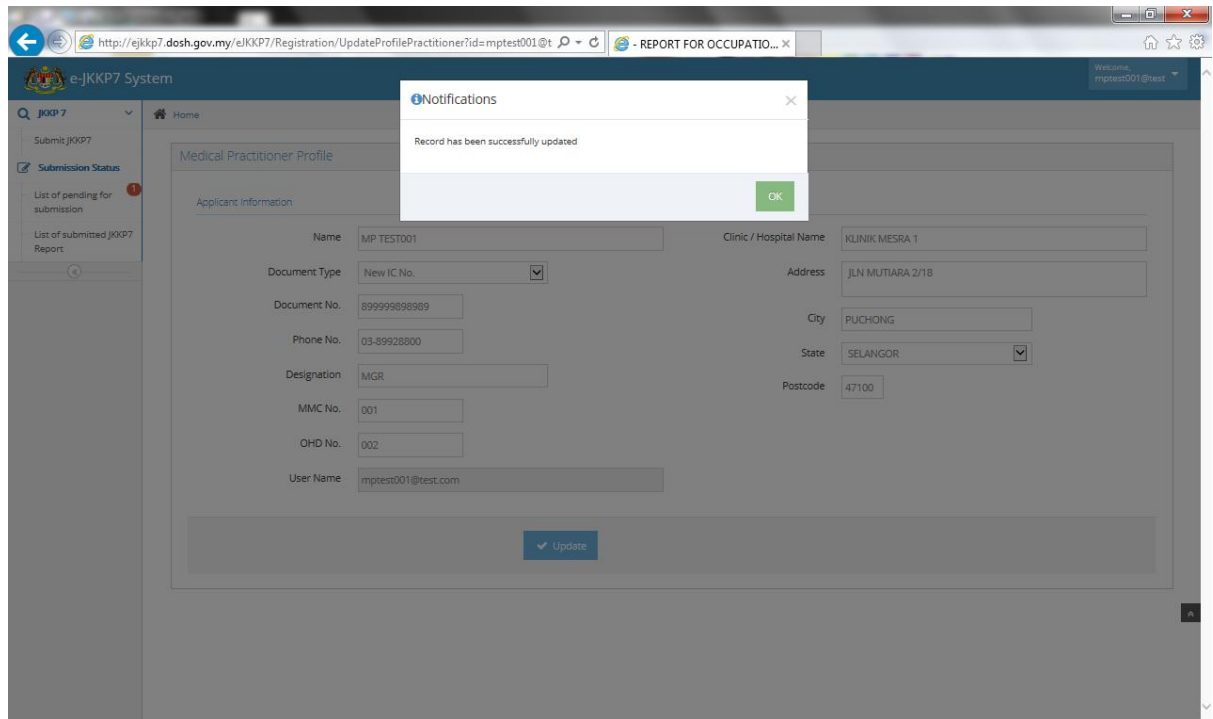 http://ejkkp7.dosh.gov.my/eJKKP7/Registration/UpdateProfilePractitioner?id=mptest001@t
- REPORT FOR OCCUPATIO...
e-JKKP7 System
Welcome,
mptest001@test
JKKP 7
Home
Submit JKKP7
Submission Status
List of pending for
submission
1
List of submitted JKKP7
Report
Notifications
Record has been successfully updated
OK
Medical Practitioner Profile
Applicant Information
Name MP TEST001
Document Type New IC No.
Document No. 899999898989
Phone No. 03-89928800
Designation MGR
MMC No. 001
OHD No. 002
User Name mptest001@test.com
Clinic / Hospital Name KLINIK MESRA 1
Address JLN MUTIARA 2/18
City PUCHONG
State SELANGOR
Postcode 47100
Update